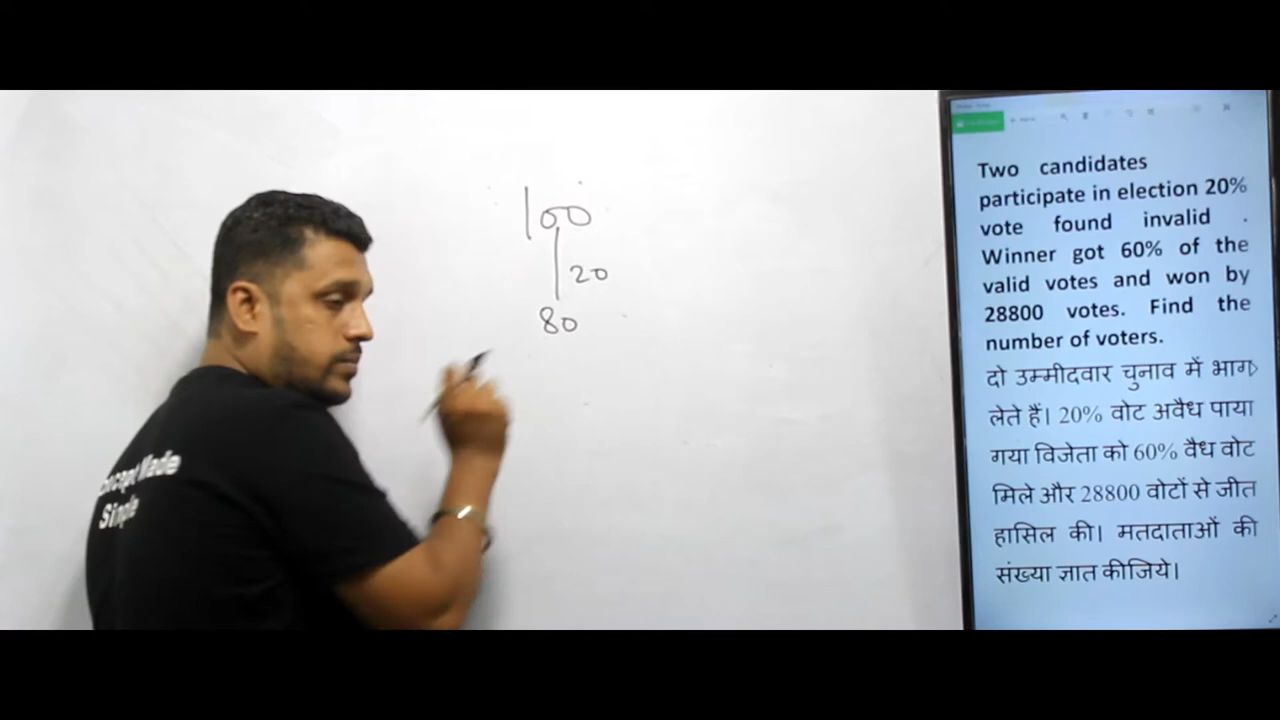 100
20
80
Made
Simple
Two candidates
participate in election 20%
vote found invalid .
Winner got 60% of the
valid votes and won by
28800 votes. Find the
number of voters.
दो उम्मीदवार चुनाव में भाग
लेते हैं। 20% वोट अवैध पाया
गया विजेता को 60% वैध वोट
मिले और 28800 वोटों से जीत
हासिल की। मतदाताओं की
संख्या ज्ञात कीजिये।